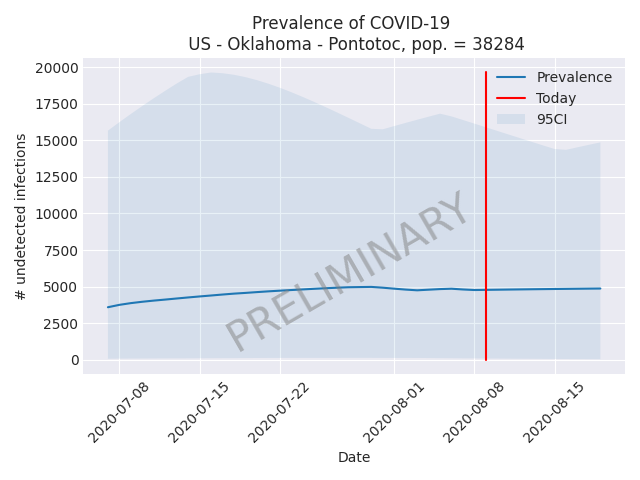 Prevalence of COVID-19
US - Oklahoma - Pontotoc, pop. = 38284
# undetected infections
20000
17500
15000
12500
10000
7500
5000
2500
0
Prevalence
Today
95CI
PRELIMINARY
2020-07-08
2020-07-15
2020-07-22
2020-08-01
2020-08-08
2020-08-15
Date